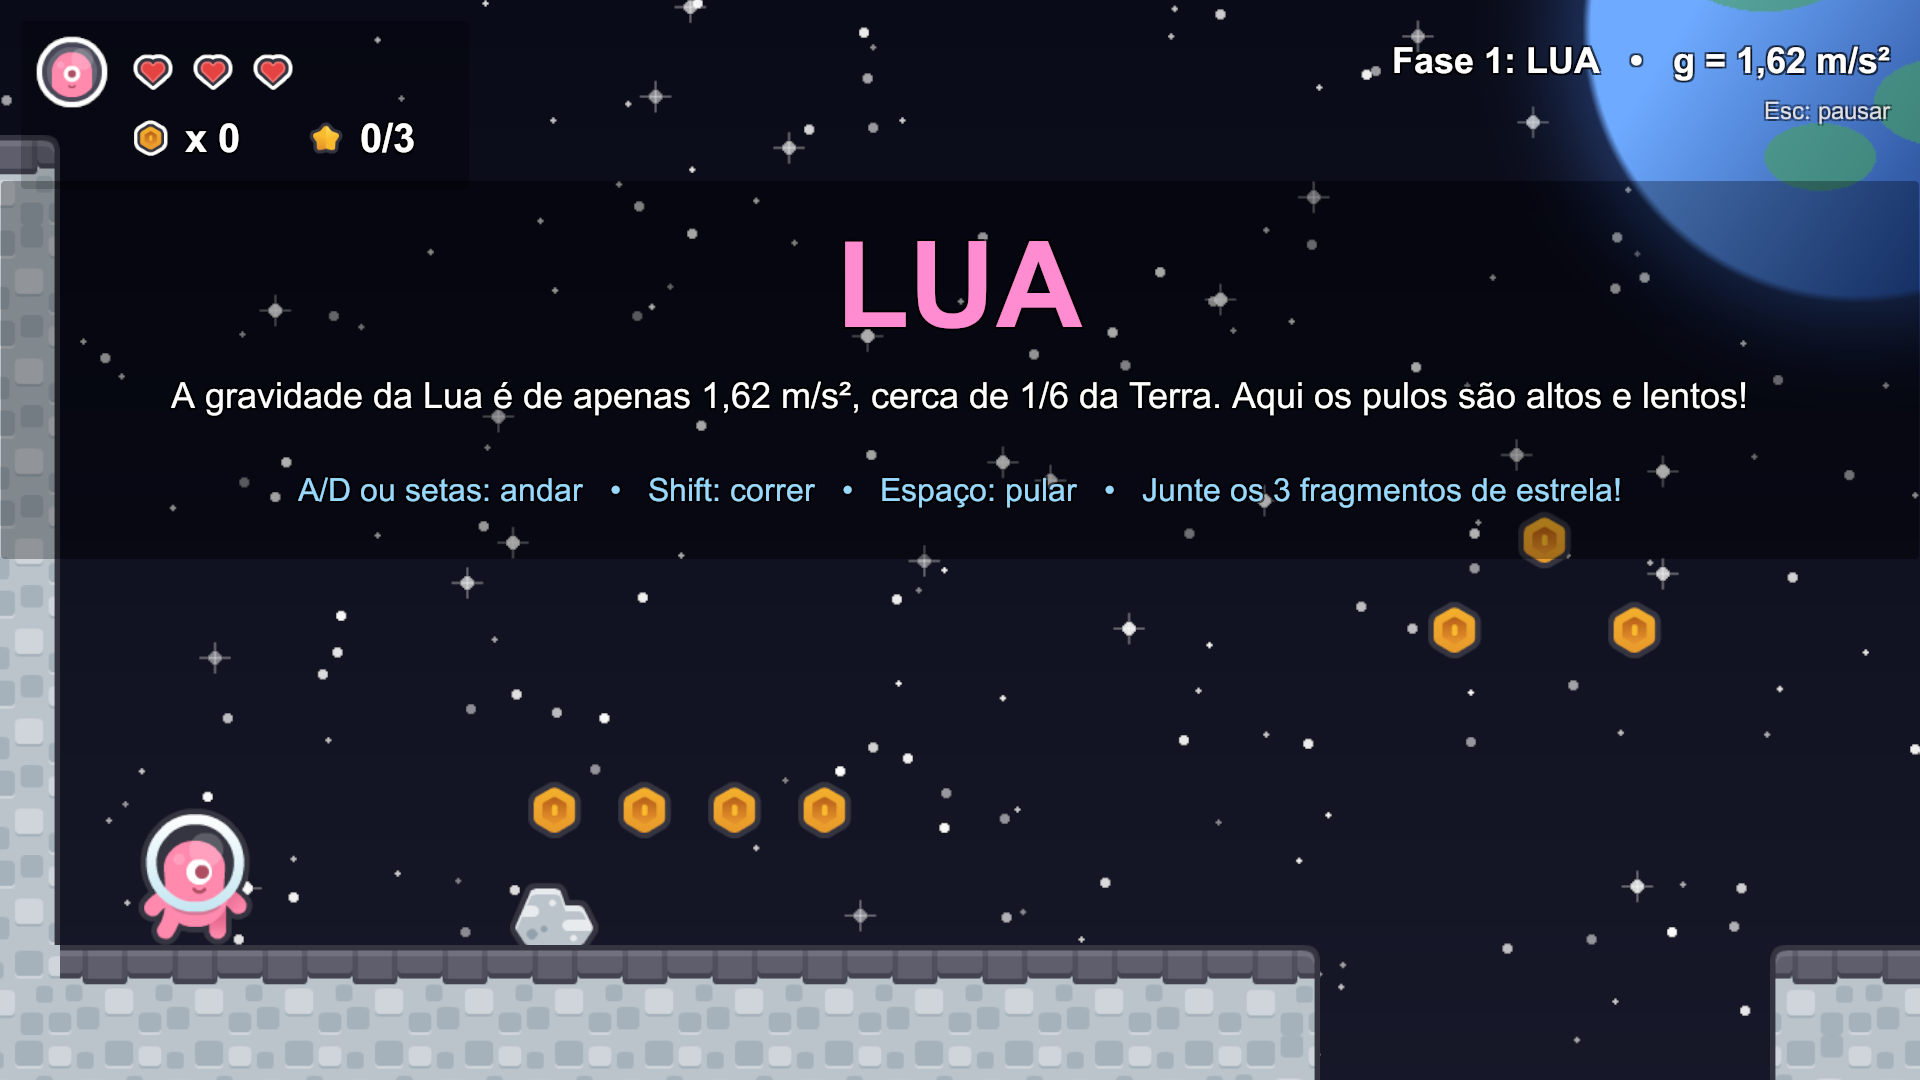 x 0
0/3
Fase 1: LUA • g = 1,62 m/s²
Esc: pausar
LUA
A gravidade da Lua é de apenas 1,62 m/s², cerca de 1/6 da Terra. Aqui os pulos são altos e lentos!
A/D ou setas: andar • Shift: correr • Espaço: pular • Junte os 3 fragmentos de estrela!